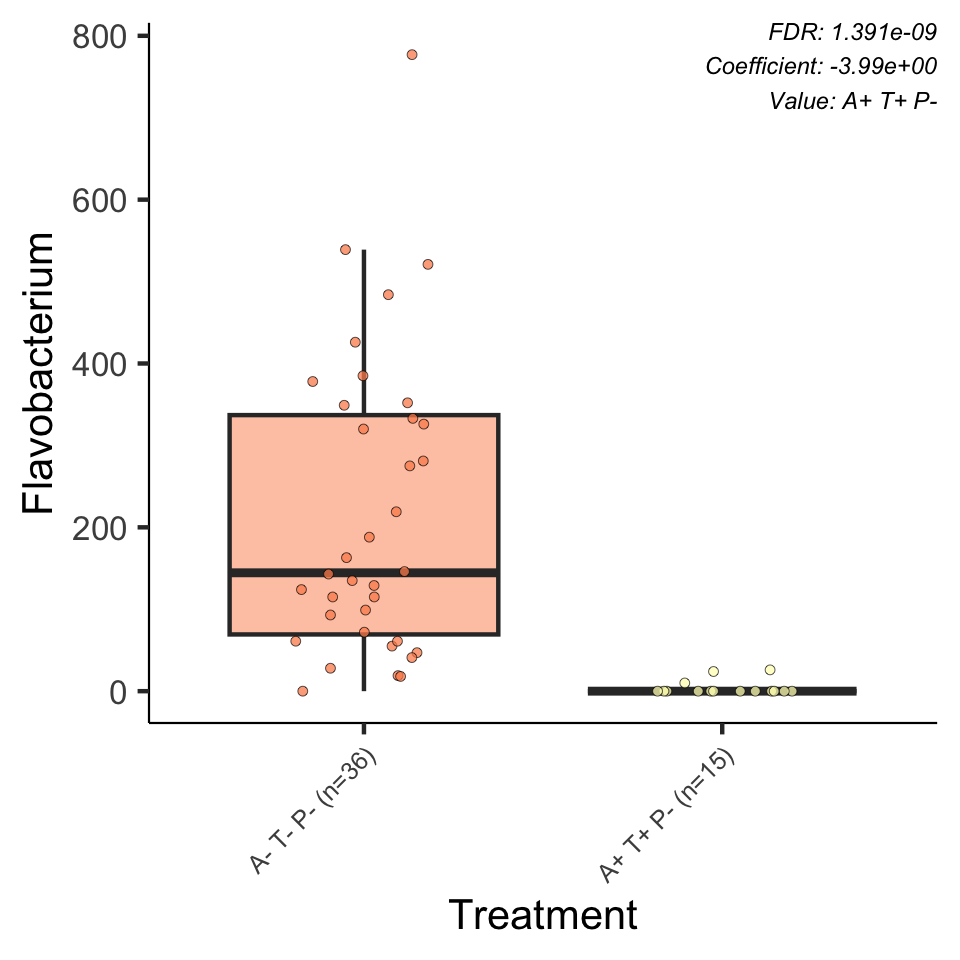 FDR: 1.391e-09
Coefficient: -3.99e+00
Value: A+ T+ P-
800
600
400
200
0
Flavobacterium
A- T- P- (n=36)
A+ T+ P- (n=15)
Treatment